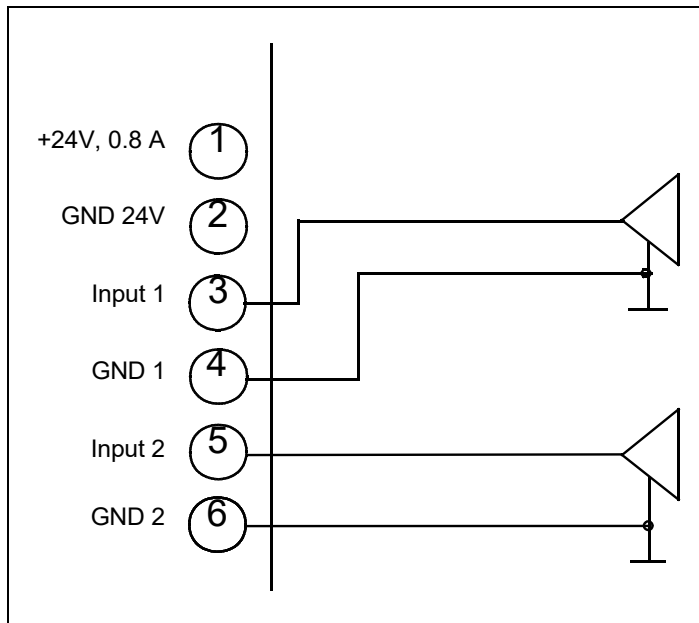 +24V, 0.8 A 1
GND 24V 2
Input 1 3
GND 1 4
Input 2 5
GND 2 6